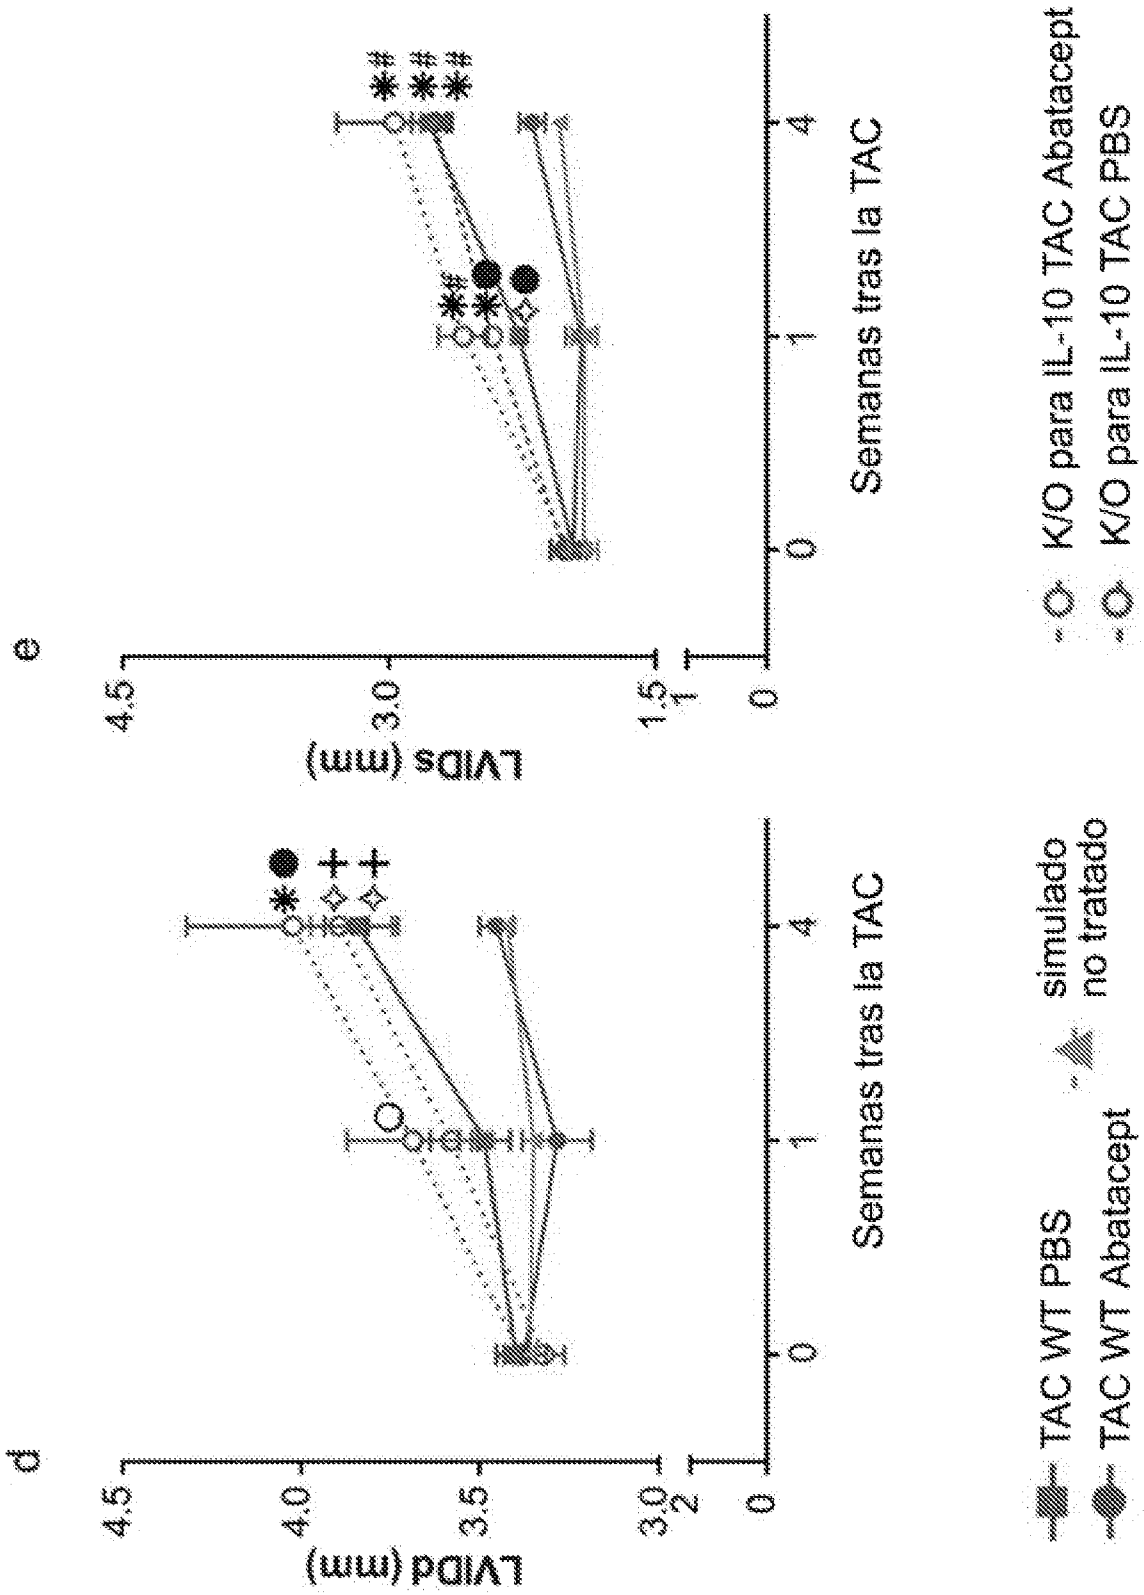 d
LVIDd (mm)
4.5
4.0
3.5
3.0
2
0
* ●
✧ +
✧ +
0 1 4
Semanas tras la TAC
e
LVIDs (mm)
4.5
3.0
1.5
1
0
* #
* ●
✧ ●
* #
* #
* #
0 1 4
Semanas tras la TAC
TAC WT PBS
TAC WT Abatacept
simulado
no tratado
K/O para IL-10 TAC Abatacept
K/O para IL-10 TAC PBS